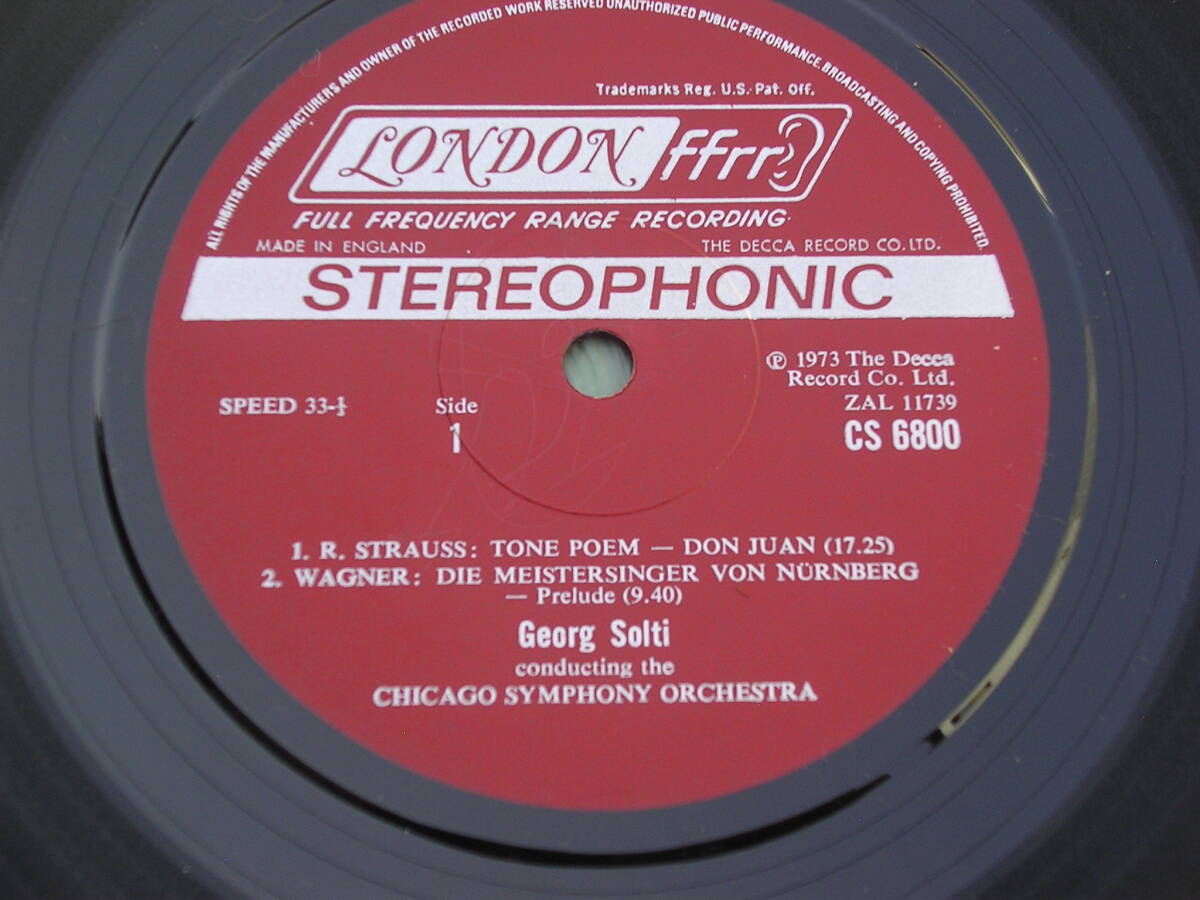 ALL RIGHTS OF THE MANUFACTURERS AND OWNER OF THE RECORDED WORK RESERVED UNAUTHORIZED PUBLIC PERFORMANCE, BROADCASTING AND COPYING PROHIBITED.
Trademarks Reg. U.S. Pat. Off.
LONDON ffrr
FULL FREQUENCY RANGE RECORDING
MADE IN ENGLAND THE DECCA RECORD CO. LTD.
STEREOPHONIC
℗ 1973 The Decca
Record Co. Ltd.
SPEED 33-⅓ Side ZAL 11739
1 CS 6800
1. R. STRAUSS: TONE POEM — DON JUAN (17.25)
2. WAGNER: DIE MEISTERSINGER VON NÜRNBERG
— Prelude (9.40)
Georg Solti
conducting the
CHICAGO SYMPHONY ORCHESTRA